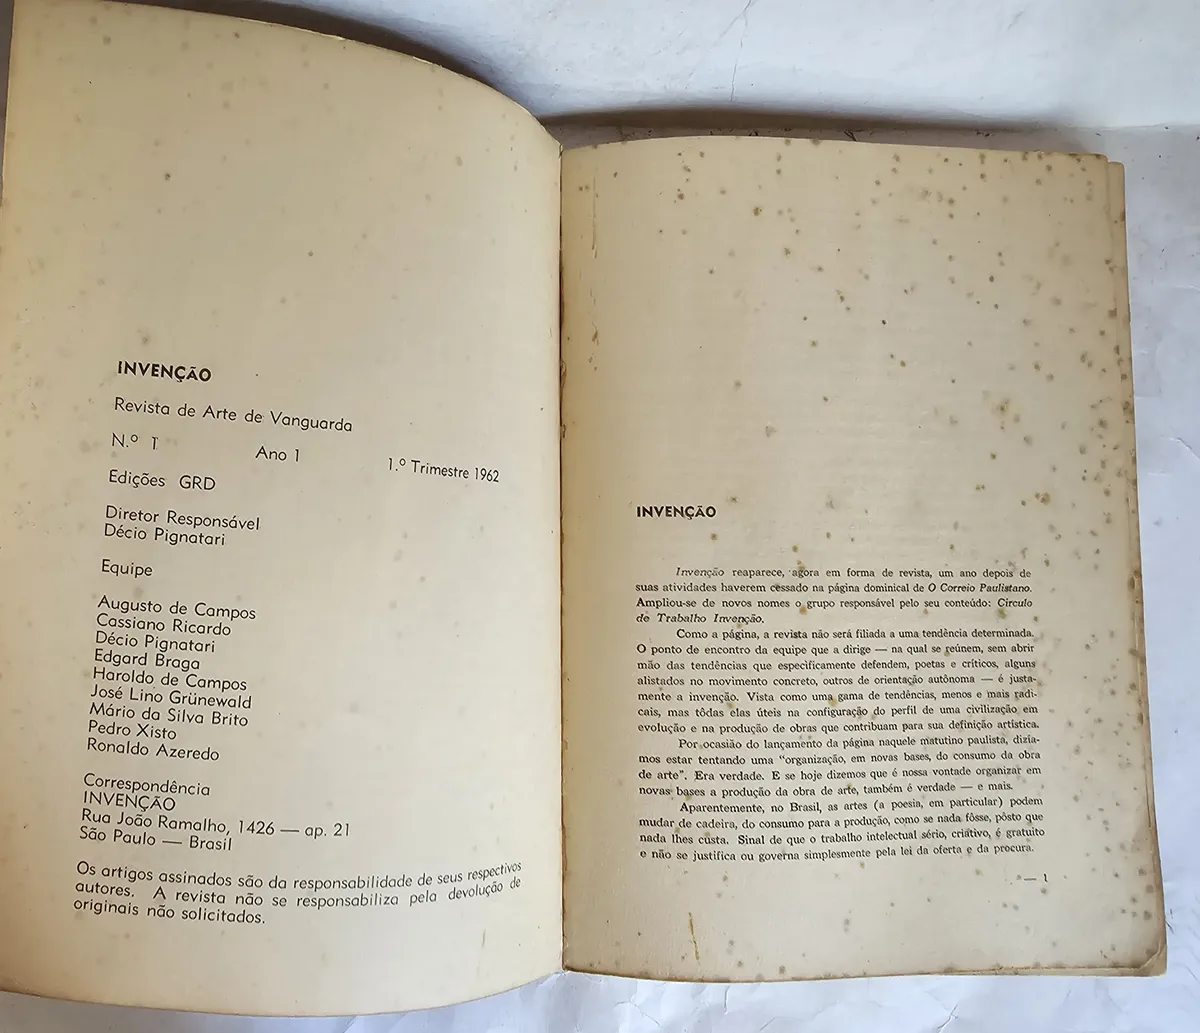 INVENÇÃO
Revista de Arte de Vanguarda
N.º 1 Ano 1 1.º Trimestre 1962
Edições GRD
Diretor Responsável
Décio Pignatari
Equipe
Augusto de Campos
Cassiano Ricardo
Décio Pignatari
Edgard Braga
Haroldo de Campos
José Lino Grünewald
Mário da Silva Brito
Pedro Xisto
Ronaldo Azeredo
Correspondência
INVENÇÃO
Rua João Ramalho, 1426 — ap. 21
São Paulo — Brasil
Os artigos assinados são da responsabilidade de seus respectivos
autores. A revista não se responsabiliza pela devolução de
originais não solicitados.
INVENÇÃO
Invenção reaparece, agora em forma de revista, um ano depois de
suas atividades haverem cessado na página dominical de O Correio Paulistano.
Ampliou-se de novos nomes o grupo responsável pelo seu conteúdo: Círculo
de Trabalho Invenção.
Como a página, a revista não será filiada a uma tendência determinada.
O ponto de encontro da equipe que a dirige — na qual se reúnem, sem abrir
mão das tendências que especìficamente defendem, poetas e críticos, alguns
alistados no movimento concreto, outros de orientação autônoma — é justa-
mente a invenção. Vista como uma gama de tendências, menos e mais radi-
cais, mas tôdas elas úteis na configuração do perfil de uma civilização em
evolução e na produção de obras que contribuam para sua definição artística.
Por ocasião do lançamento da página naquele matutino paulista, dizía-
mos estar tentando uma "organização, em novas bases, do consumo da obra
de arte". Era verdade. E se hoje dizemos que é nossa vontade organizar em
novas bases a produção da obra de arte, também é verdade — e mais.
Aparentemente, no Brasil, as artes (a poesia, em particular) podem
mudar de cadeira, do consumo para a produção, como se nada fôsse, pôsto que
nada lhes custa. Sinal de que o trabalho intelectual sério, criativo, é gratuito
e não se justifica ou governa simplesmente pela lei da oferta e da procura.
— 1